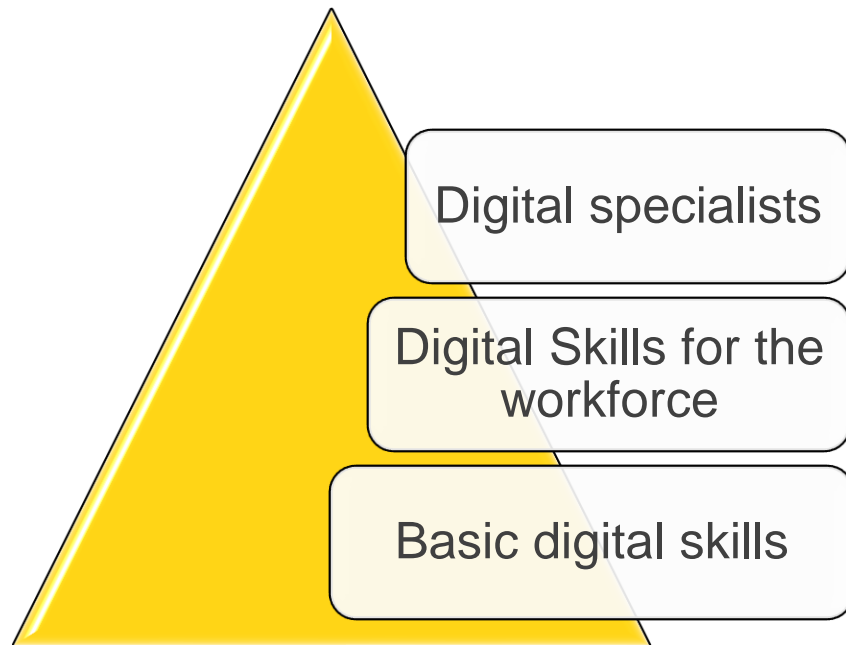 Digital specialists
Digital Skills for the
workforce
Basic digital skills